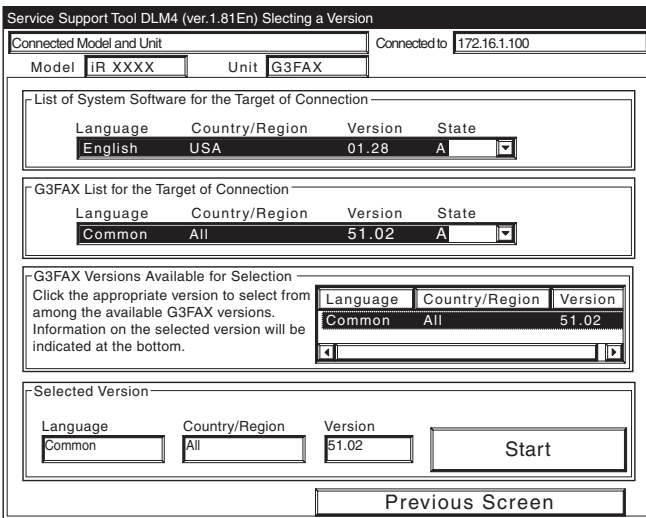 Service Support Tool DLM4 (ver.1.81En) Slecting a Version
Connected Model and Unit Connected to 172.16.1.100
Model iR XXXX Unit G3FAX
List of System Software for the Target of Connection
Language Country/Region Version State
English USA 01.28 A
G3FAX List for the Target of Connection
Language Country/Region Version State
Common All 51.02 A
G3FAX Versions Available for Selection
Click the appropriate version to select from
among the available G3FAX versions.
Information on the selected version will be
indicated at the bottom.
Language Country/Region Version
Common All 51.02
Selected Version
Language Country/Region Version
Common All 51.02
Start
Previous Screen